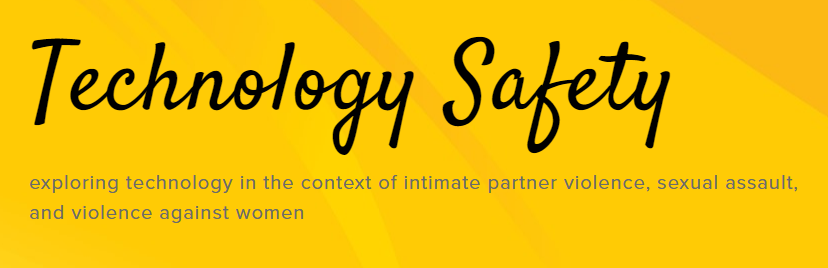 Technology Safety
exploring technology in the context of intimate partner violence, sexual assault,
and violence against women